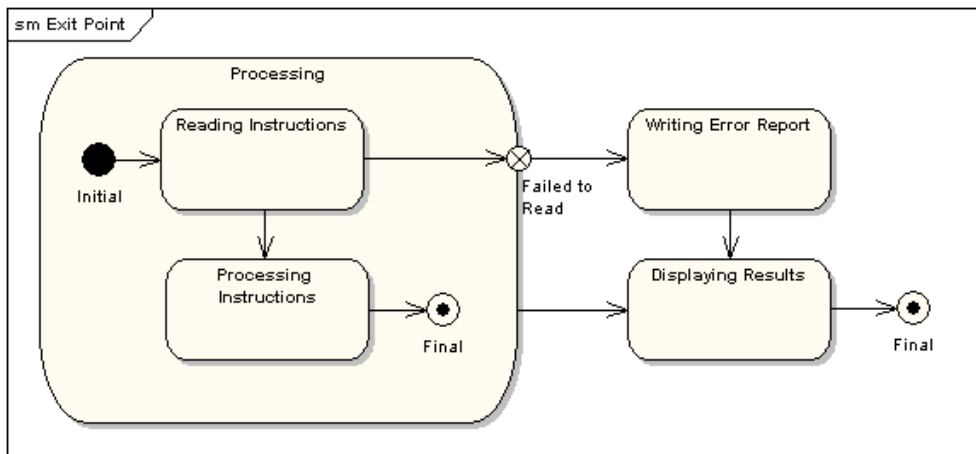 sm Exit Point
Processing
Reading Instructions
Writing Error Report
Initial
Failed to
Read
Processing
Instructions
Displaying Results
Final
Final